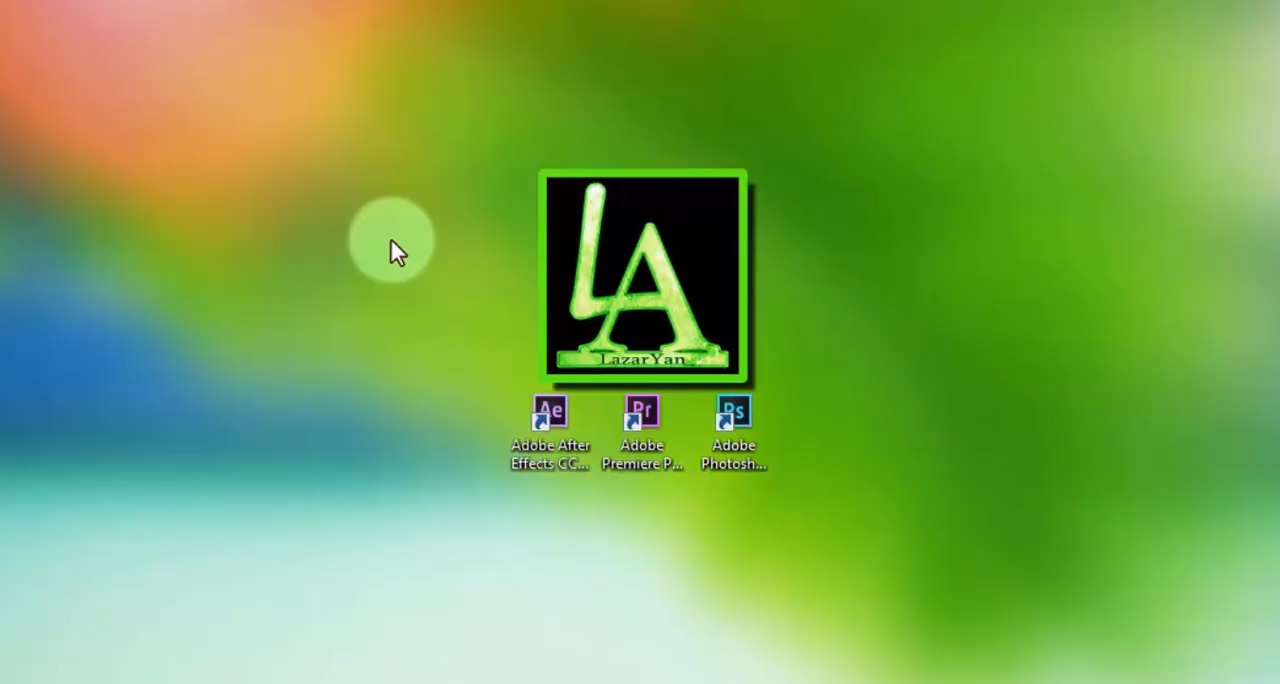 LA
LazarYan
Ae
Pr
Ps
Adobe After
Effects CC...
Adobe
Premiere P...
Adobe
Photosh...